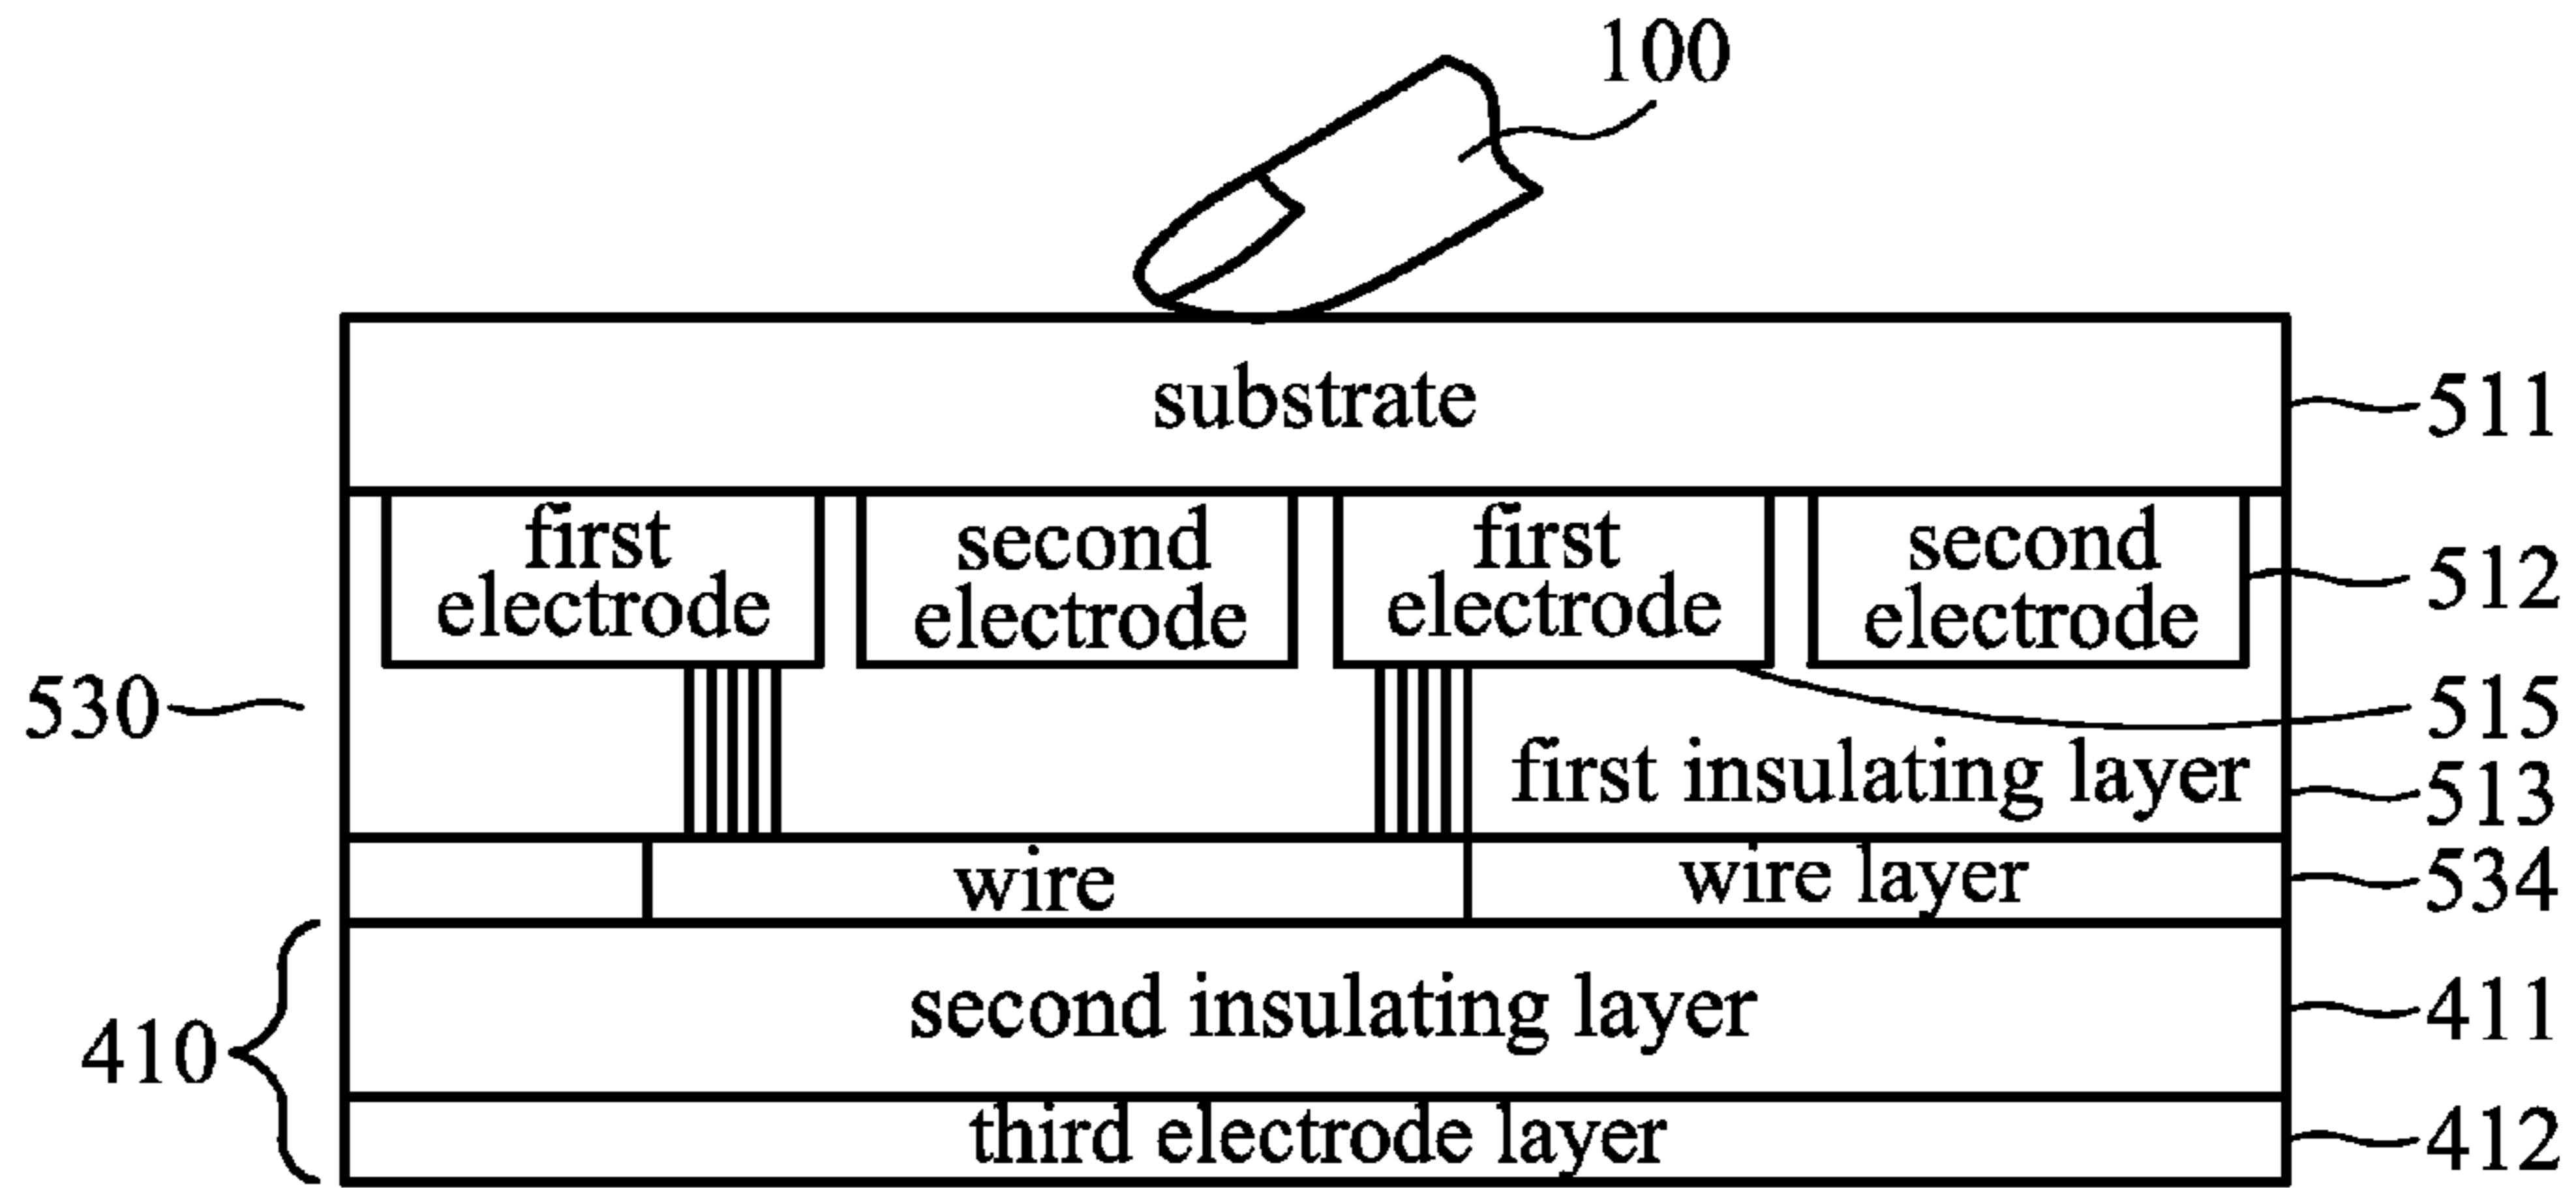 100
substrate
511
first
electrode
second
electrode
first
electrode
second
electrode
512
530
515
first insulating layer
513
wire
wire layer
534
410
second insulating layer
411
third electrode layer
412